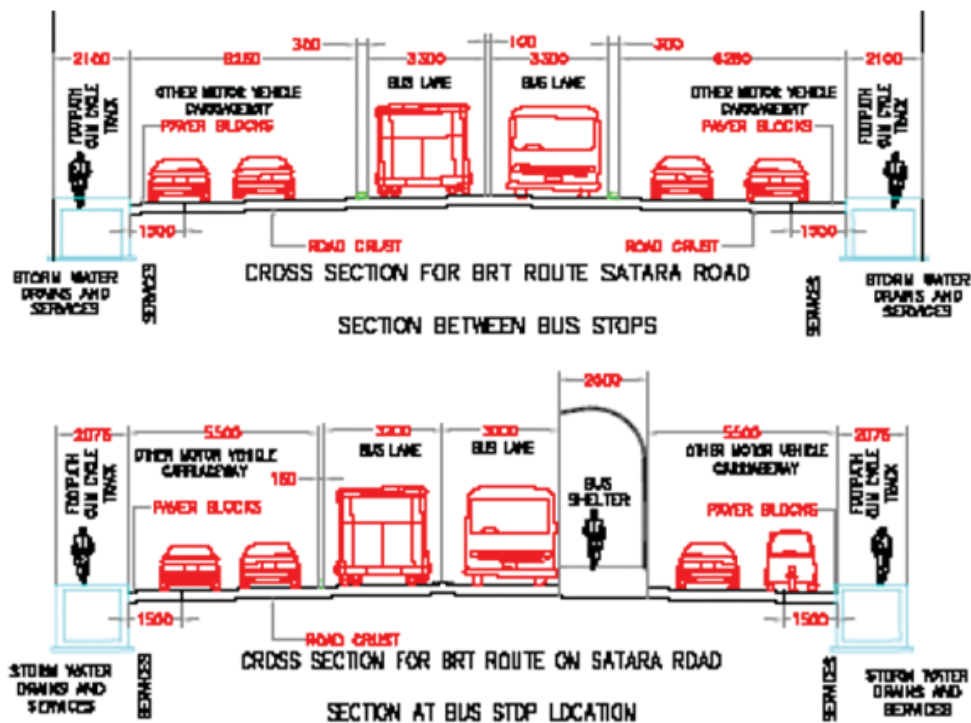 300 100 300
2100 3300 3300 2100
BUS LANE BUS LANE
FOOTPATH CUM CYCLE TRACK
OTHER MOTOR VEHICLE CARRIAGEWAY
PAVER BLOCKS
OTHER MOTOR VEHICLE CARRIAGEWAY
PAVER BLOCKS
FOOTPATH CUM CYCLE TRACK
1500 ROAD CRUST ROAD CRUST 1500
CROSS SECTION FOR BRT ROUTE SATARA ROAD
STORM WATER
DRAINS AND
SERVICES
SERVICES
SERVICES
STORM WATER
DRAINS AND
SERVICES
SECTION BETWEEN BUS STOPS
2075 5500 5500 2075
BUS LANE BUS LANE
FOOTPATH CUM CYCLE TRACK
OTHER MOTOR VEHICLE
CARRIAGEWAY
PAVER BLOCKS
BUS
SHELTER
OTHER MOTOR VEHICLE
CARRIAGEWAY
PAVER BLOCKS
FOOTPATH CUM CYCLE TRACK
1500 ROAD CRUST 1500
CROSS SECTION FOR BRT ROUTE ON SATARA ROAD
STORM WATER
DRAINS AND
SERVICES
SERVICES
SERVICES
STORM WATER
DRAINS AND
SERVICES
SECTION AT BUS STOP LOCATION